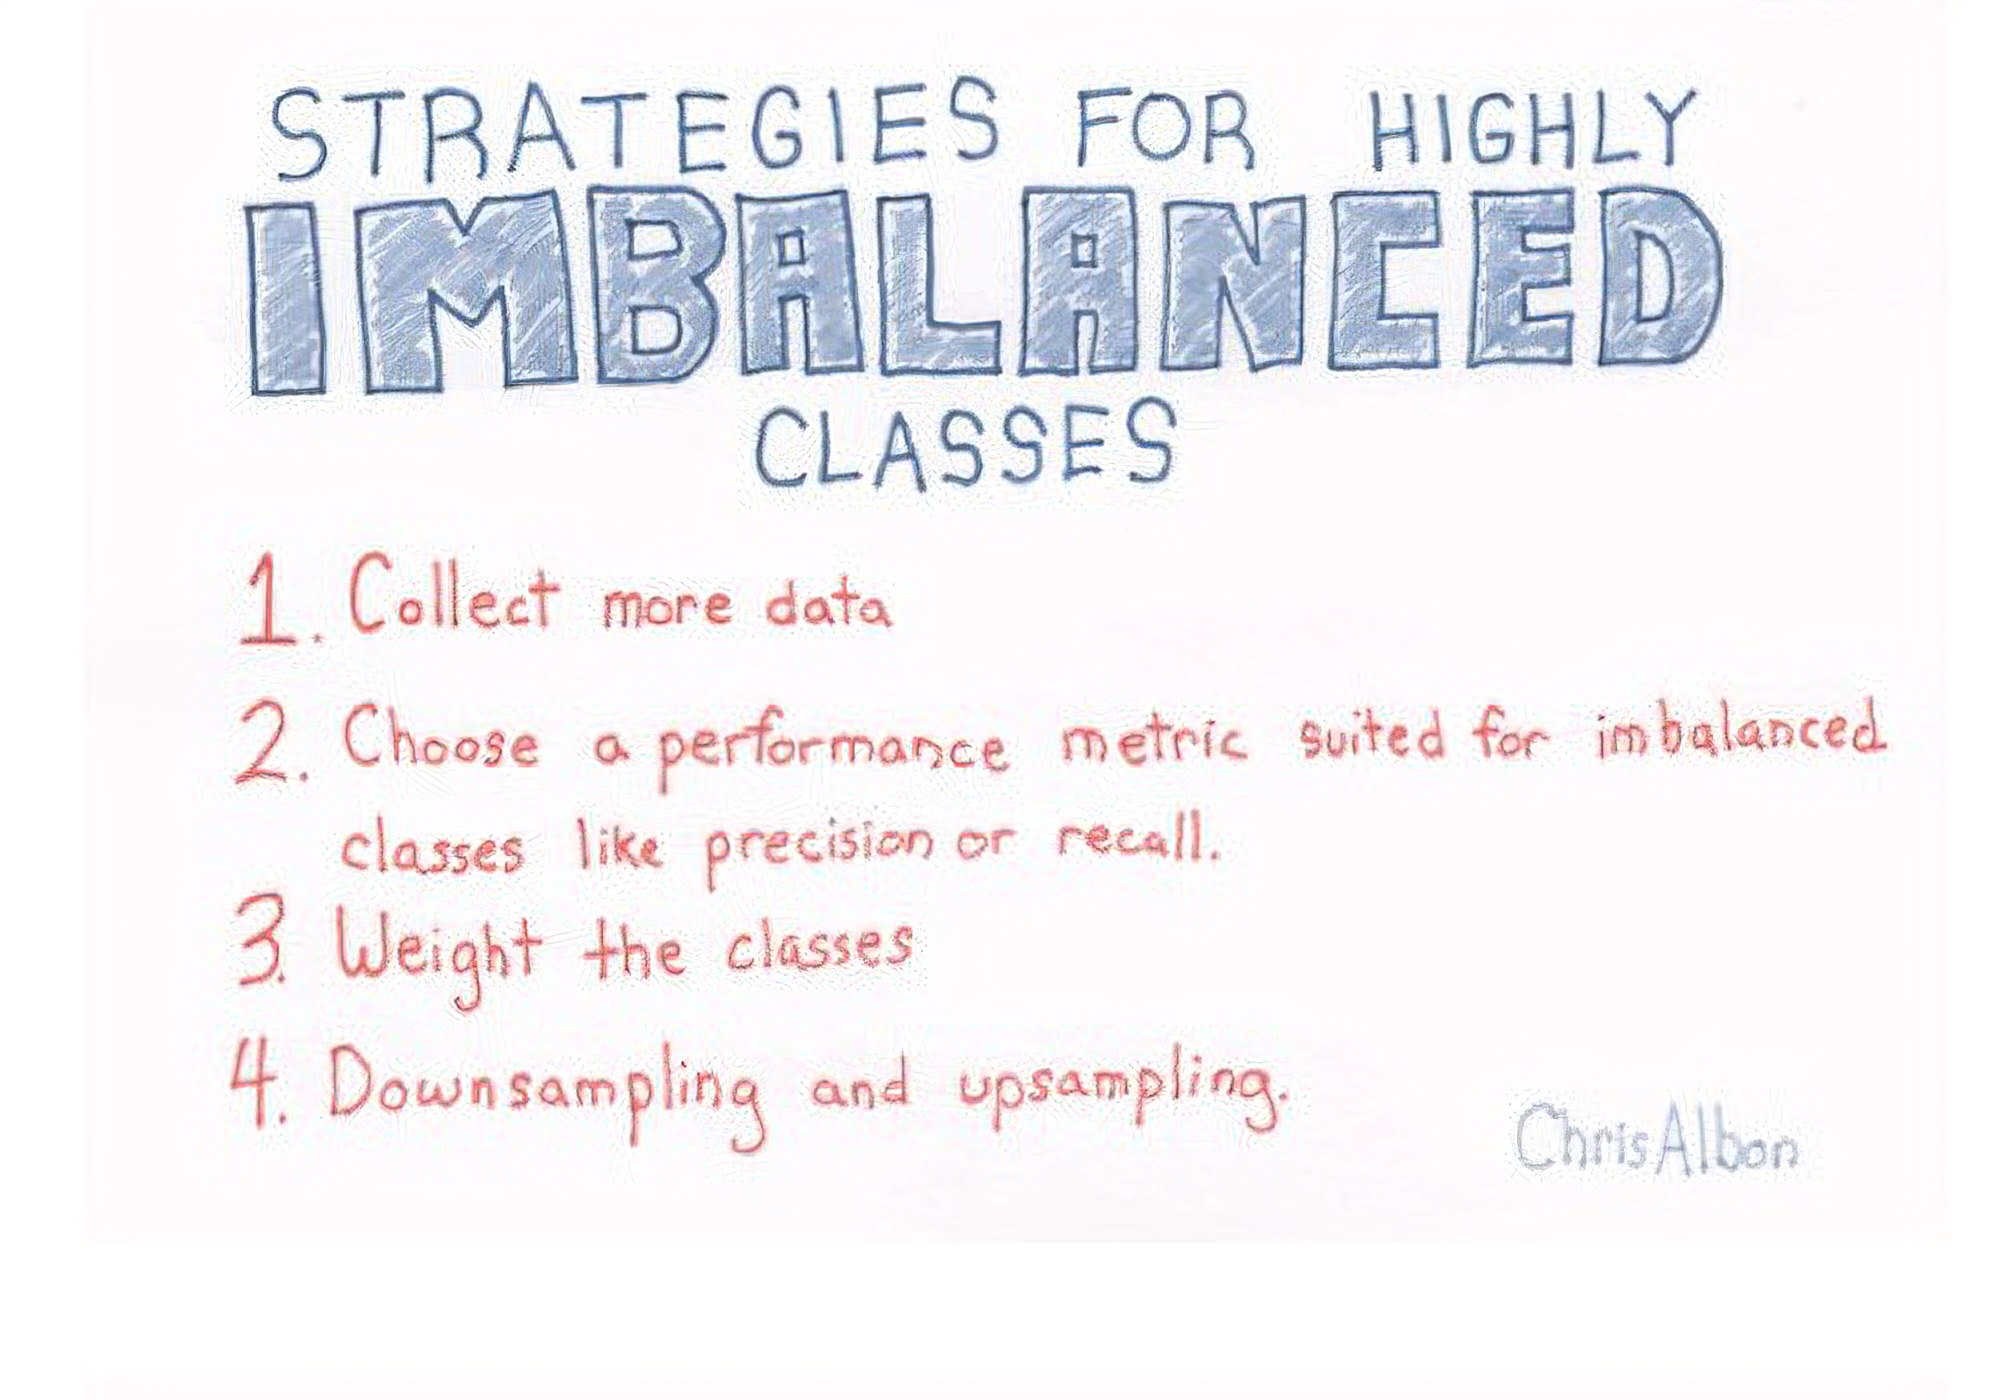 STRATEGIES FOR HIGHLY
IMBALANCED
CLASSES
1. Collect more data
2. Choose a performance metric suited for imbalanced
classes like precision or recall.
3. Weight the classes
4. Downsampling and upsampling.
Chris Albon